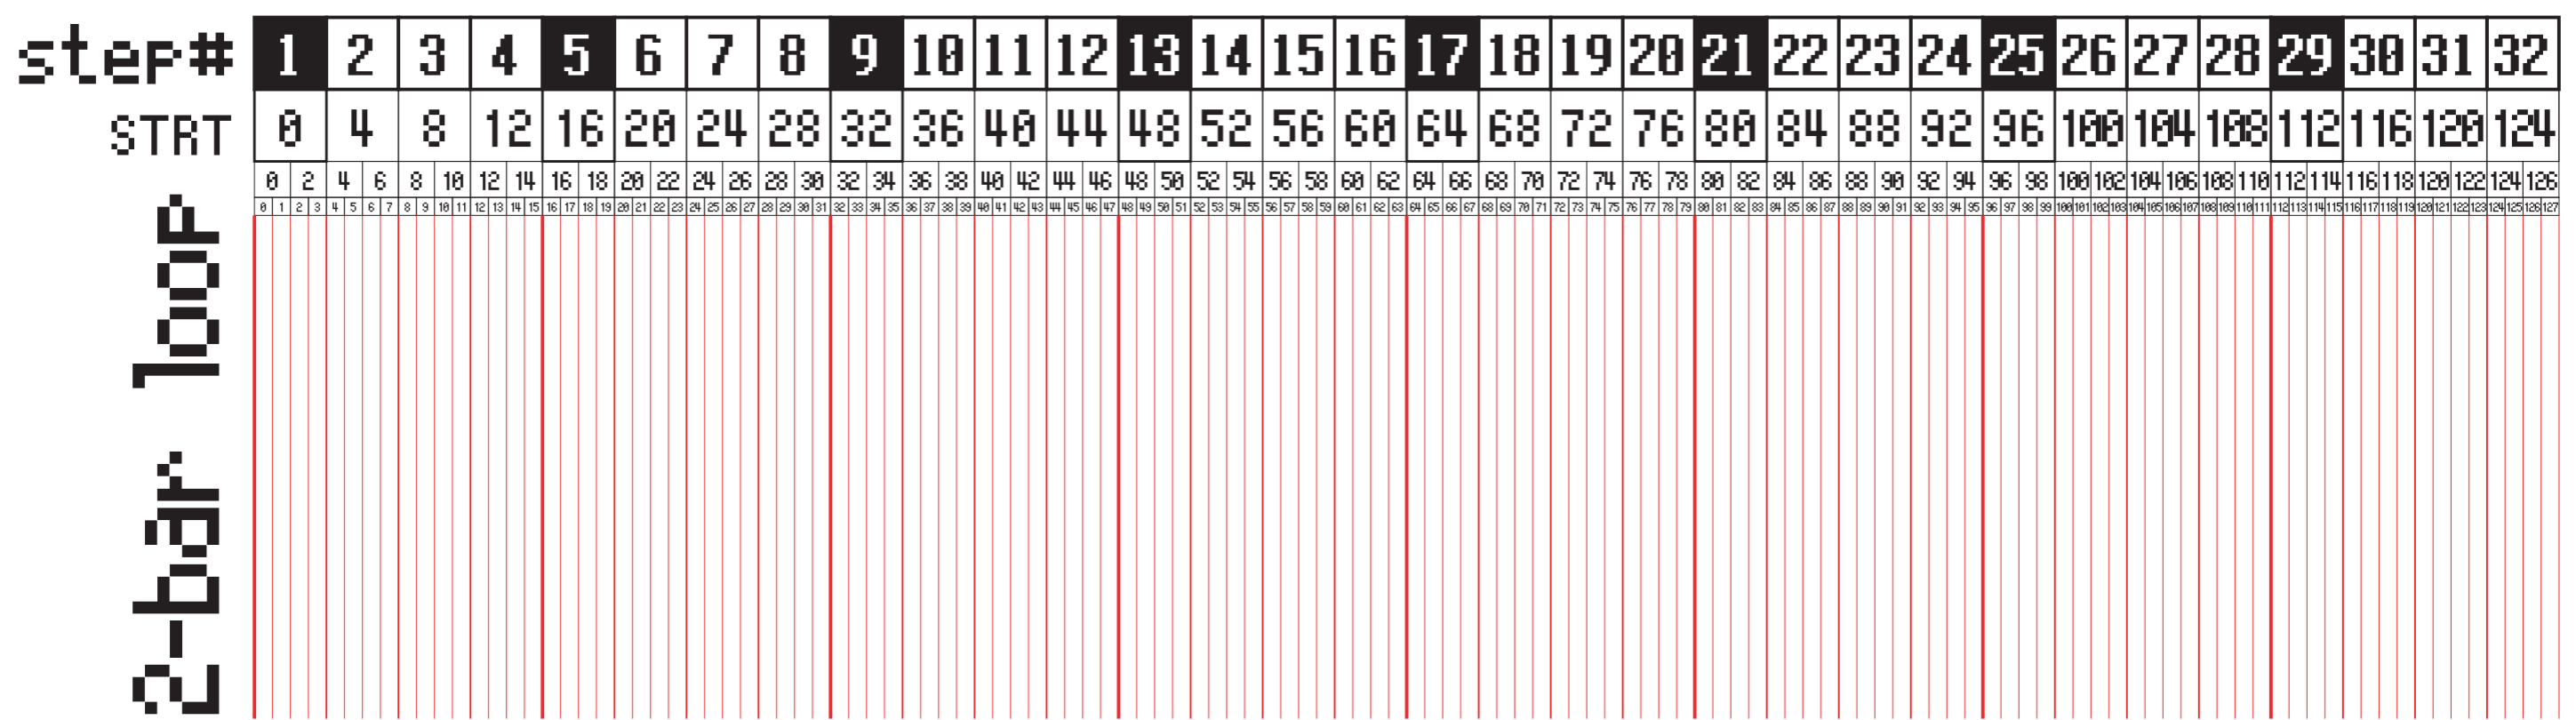 step# 1 2 3 4 5 6 7 8 9 10 11 12 13 14 15 16 17 18 19 20 21 22 23 24 25 26 27 28 29 30 31 32
STRT 0 4 8 12 16 20 24 28 32 36 40 44 48 52 56 60 64 68 72 76 80 84 88 92 96 100 104 108 112 116 120 124
0 2 4 6 8 10 12 14 16 18 20 22 24 26 28 30 32 34 36 38 40 42 44 46 48 50 52 54 56 58 60 62 64 66 68 70 72 74 76 78 80 82 84 86 88 90 92 94 96 98 100 102 104 106 108 110 112 114 116 118 120 122 124 126
0 1 2 3 4 5 6 7 8 9 10 11 12 13 14 15 16 17 18 19 20 21 22 23 24 25 26 27 28 29 30 31 32 33 34 35 36 37 38 39 40 41 42 43 44 45 46 47 48 49 50 51 52 53 54 55 56 57 58 59 60 61 62 63 64 65 66 67 68 69 70 71 72 73 74 75 76 77 78 79 80 81 82 83 84 85 86 87 88 89 90 91 92 93 94 95 96 97 98 99 100 101 102 103 104 105 106 107 108 109 110 111 112 113 114 115 116 117 118 119 120 121 122 123 124 125 126 127
2-bar loop